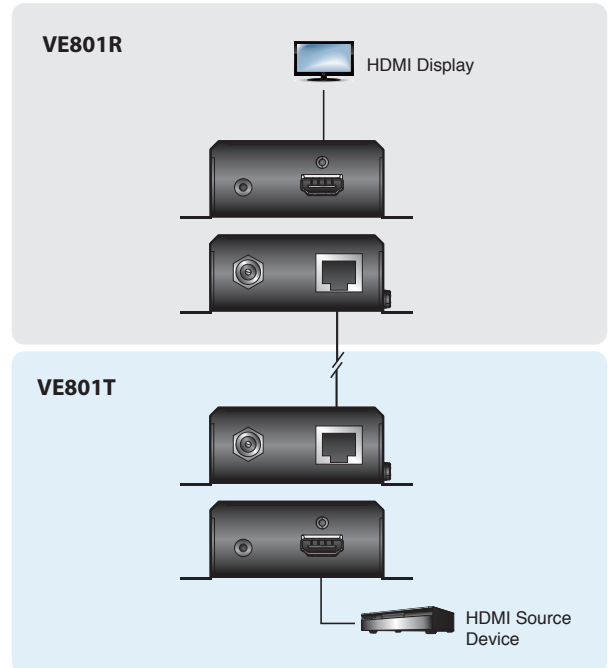 VE801R
HDMI Display
VE801T
HDMI Source
Device